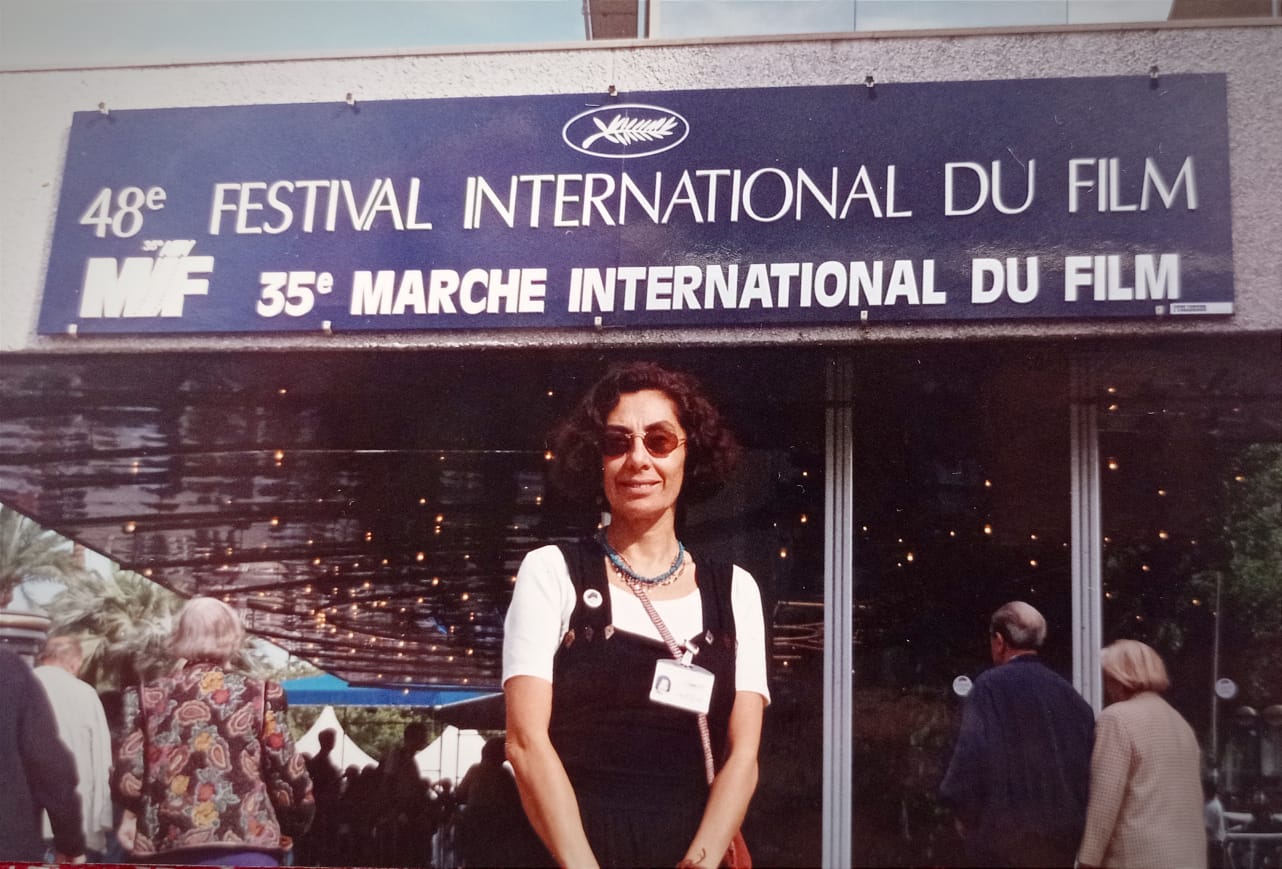 48e FESTIVAL INTERNATIONAL DU FILM
MIF 35e MARCHE INTERNATIONAL DU FILM